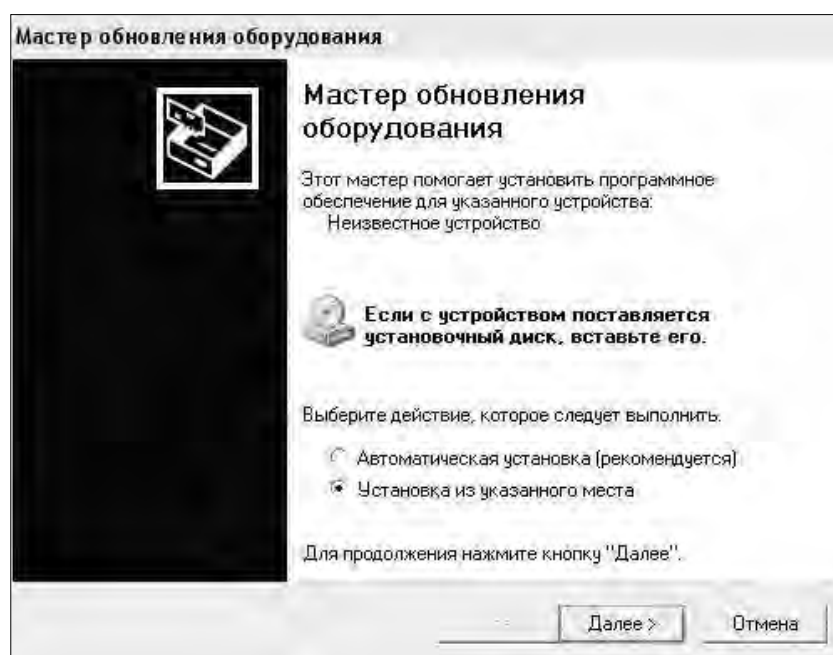 Мастер обновления оборудования
Мастер обновления
оборудования
Этот мастер помогает установить программное
обеспечение для указанного устройства:
Неизвестное устройство
Если с устройством поставляется
установочный диск, вставьте его.
Выберите действие, которое следует выполнить.
Автоматическая установка (рекомендуется)
Установка из указанного места
Для продолжения нажмите кнопку "Далее".
Далее >
Отмена